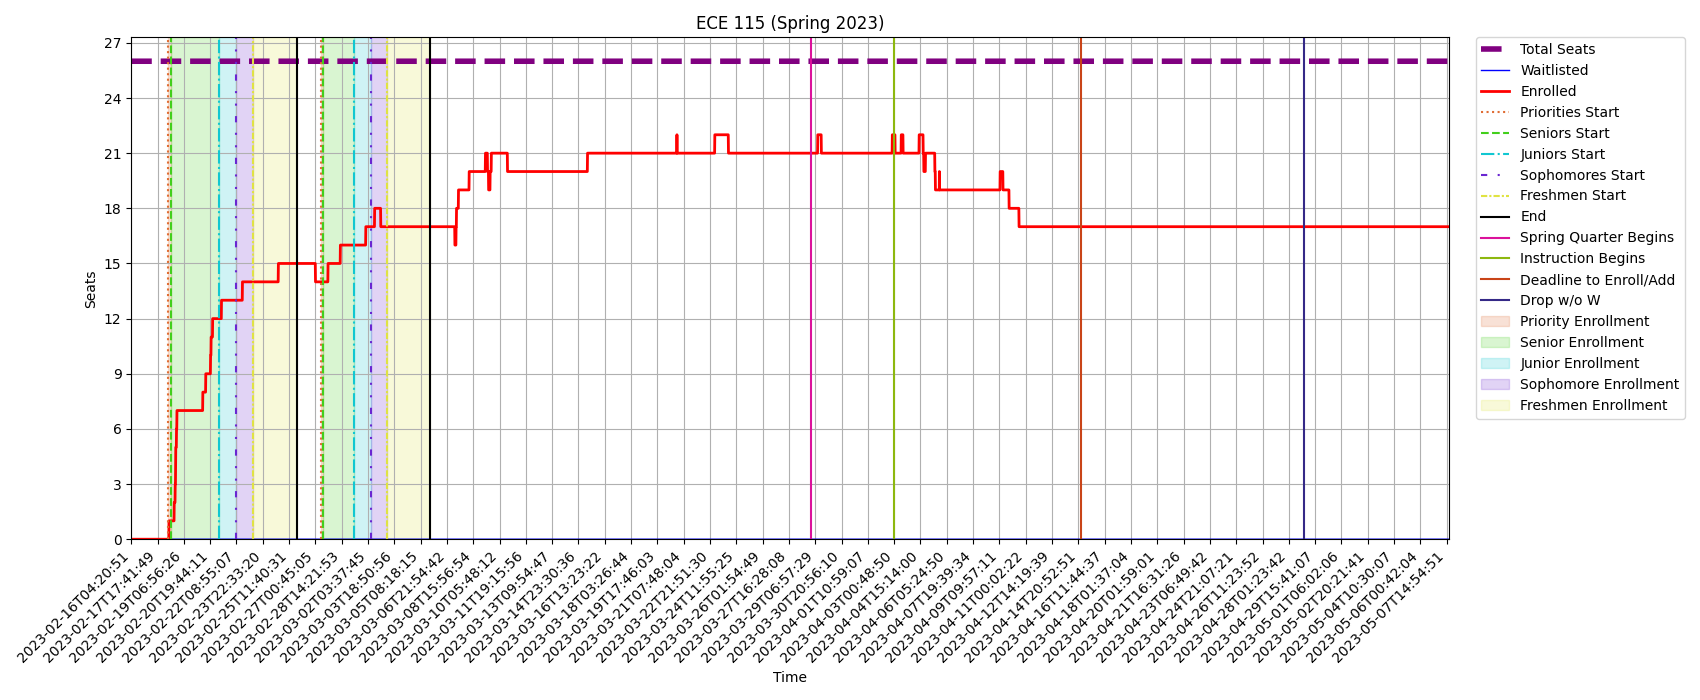 ECE 115 (Spring 2023)
Seats
27
24
21
18
15
12
9
6
3
0
2023-02-16T04:20:51
2023-02-17T17:41:49
2023-02-19T06:56:26
2023-02-20T19:44:11
2023-02-22T08:55:07
2023-02-23T22:33:20
2023-02-25T11:40:31
2023-02-27T00:45:05
2023-02-28T14:21:53
2023-03-02T03:37:45
2023-03-03T18:50:56
2023-03-05T08:18:15
2023-03-06T21:54:42
2023-03-08T15:56:54
2023-03-10T05:48:12
2023-03-11T19:15:56
2023-03-13T09:54:47
2023-03-14T23:30:36
2023-03-16T13:23:22
2023-03-18T03:26:44
2023-03-19T17:46:03
2023-03-21T07:48:04
2023-03-22T21:51:30
2023-03-24T11:55:25
2023-03-26T01:54:49
2023-03-27T16:28:08
2023-03-29T06:57:29
2023-03-30T20:56:10
2023-04-01T10:59:07
2023-04-03T00:48:50
2023-04-04T15:14:00
2023-04-06T05:24:50
2023-04-07T19:39:34
2023-04-09T09:57:11
2023-04-11T00:02:22
2023-04-12T14:19:39
2023-04-14T20:52:51
2023-04-16T11:44:37
2023-04-18T01:37:04
2023-04-20T01:59:01
2023-04-21T16:31:26
2023-04-23T06:49:42
2023-04-24T21:07:21
2023-04-26T11:23:52
2023-04-28T01:23:42
2023-04-29T15:41:07
2023-05-01T06:02:06
2023-05-02T20:21:41
2023-05-04T10:30:07
2023-05-06T00:42:04
2023-05-07T14:54:51
Time
Total Seats
Waitlisted
Enrolled
Priorities Start
Seniors Start
Juniors Start
Sophomores Start
Freshmen Start
End
Spring Quarter Begins
Instruction Begins
Deadline to Enroll/Add
Drop w/o W
Priority Enrollment
Senior Enrollment
Junior Enrollment
Sophomore Enrollment
Freshmen Enrollment